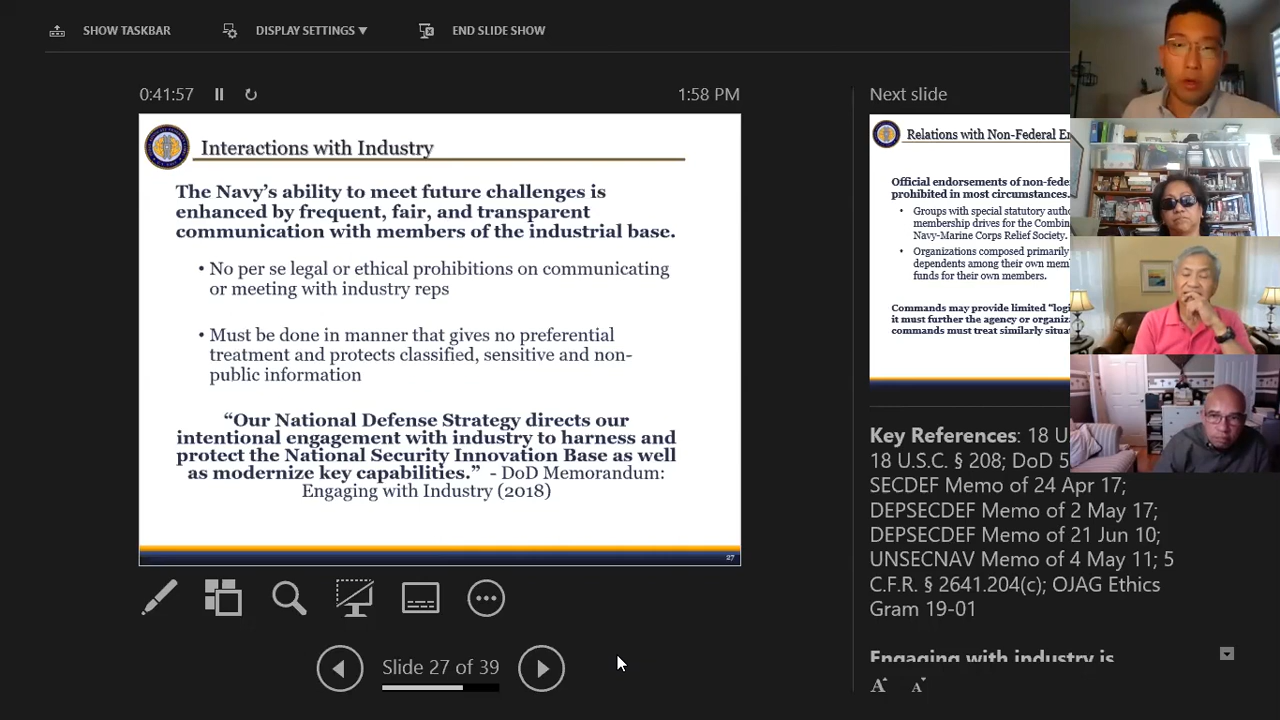 SHOW TASKBAR
DISPLAY SETTINGS ▼
END SLIDE SHOW
0:41:57
1:58 PM
Interactions with Industry
The Navy's ability to meet future challenges is
enhanced by frequent, fair, and transparent
communication with members of the industrial base.
• No per se legal or ethical prohibitions on communicating
or meeting with industry reps
• Must be done in manner that gives no preferential
treatment and protects classified, sensitive and non-
public information
“Our National Defense Strategy directs our
intentional engagement with industry to harness and
protect the National Security Innovation Base as well
as modernize key capabilities.” - DoD Memorandum:
Engaging with Industry (2018)
27
Slide 27 of 39
Next slide
Relations with Non-Federal
Official endorsements of
prohibited in most circumstances.
• Groups with special statutory
membership drives for the
Navy-Marine Corps Relief Society.
• Organizations composed primarily
dependents among their own
funds for their own members.
Commands may provide limited
it must further the agency or
commands must treat similarly
Key References: 18
18 U.S.C. § 208; DoD
SECDEF Memo of 24 Apr 17;
DEPSECDEF Memo of 2 May 17;
DEPSECDEF Memo of 21 Jun 10;
UNSECNAV Memo of 4 May 11; 5
C.F.R. § 2641.204(c); OJAG Ethics
Gram 19-01
Engaging with industry is
A A